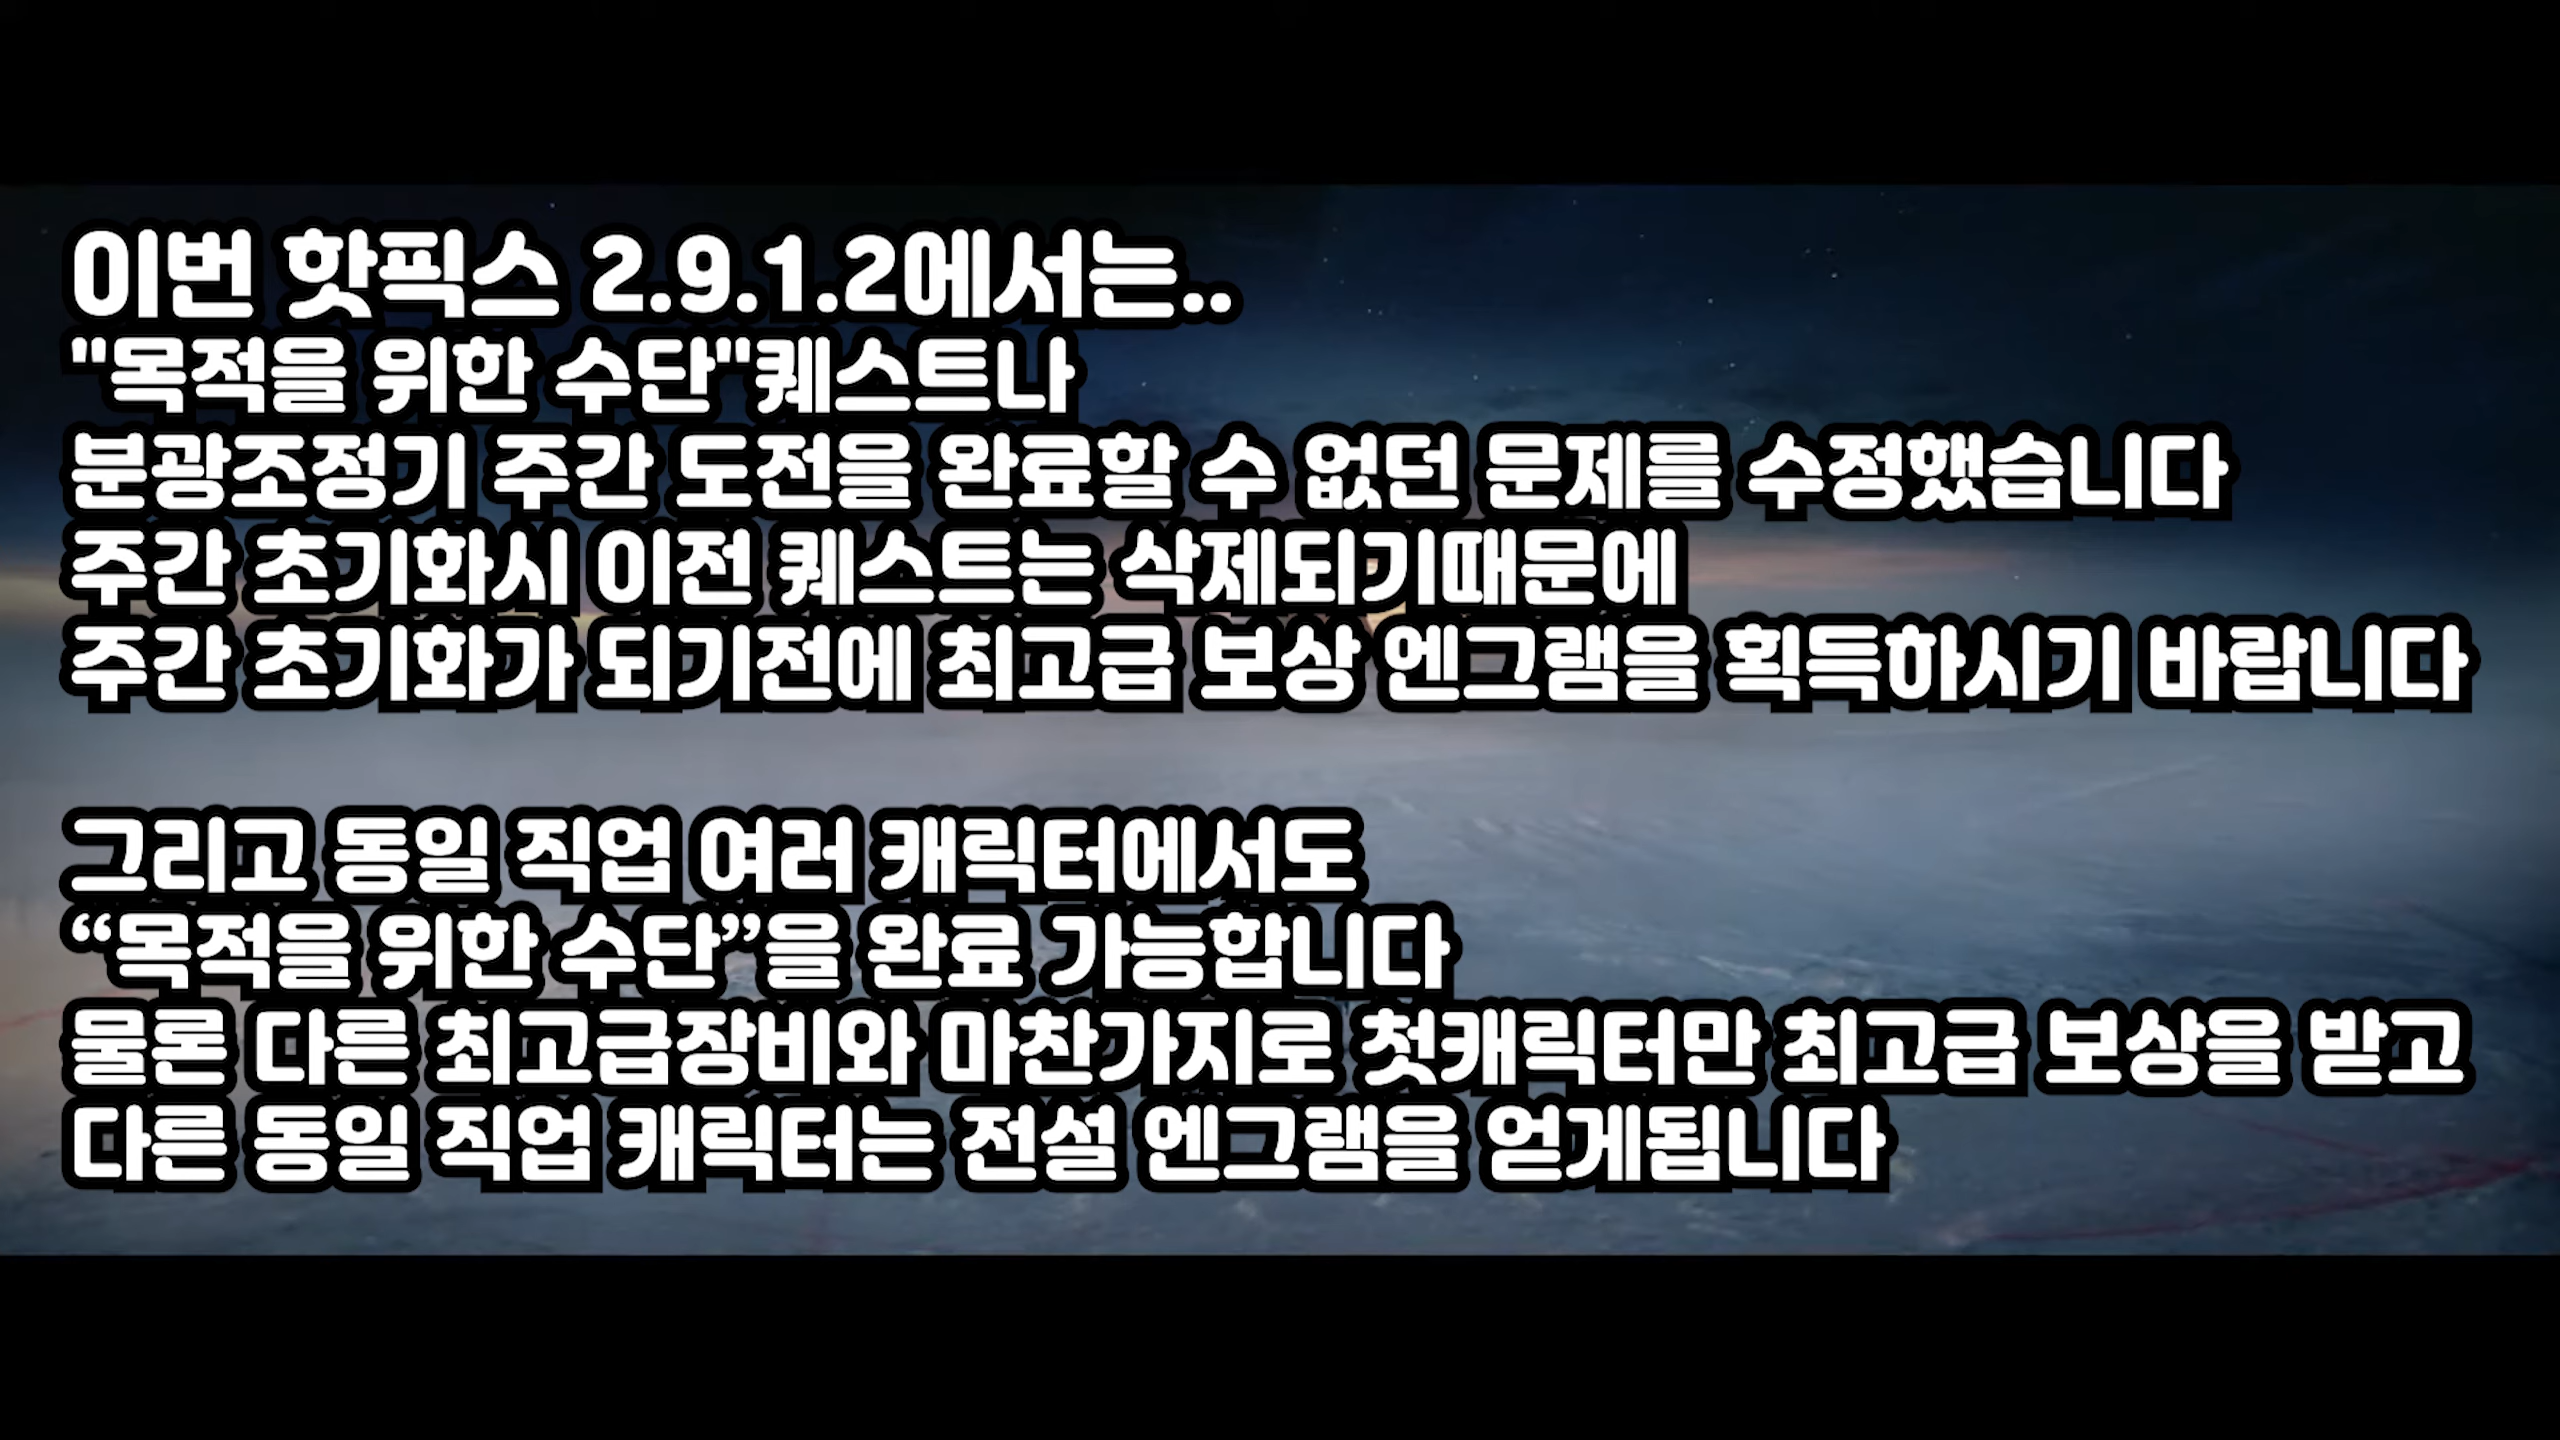 이번 핫픽스 2.9.1.2에서는..
"목적을 위한 수단"퀘스트나
분광조정기 주간 도전을 완료할 수 없던 문제를 수정했습니다
주간 초기화시 이전 퀘스트는 삭제되기때문에
주간 초기화가 되기전에 최고급 보상 엔그램을 획득하시기 바랍니다
그리고 동일 직업 여러 캐릭터에서도
“목적을 위한 수단”을 완료 가능합니다
물론 다른 최고급장비와 마찬가지로 첫캐릭터만 최고급 보상을 받고
다른 동일 직업 캐릭터는 전설 엔그램을 얻게됩니다